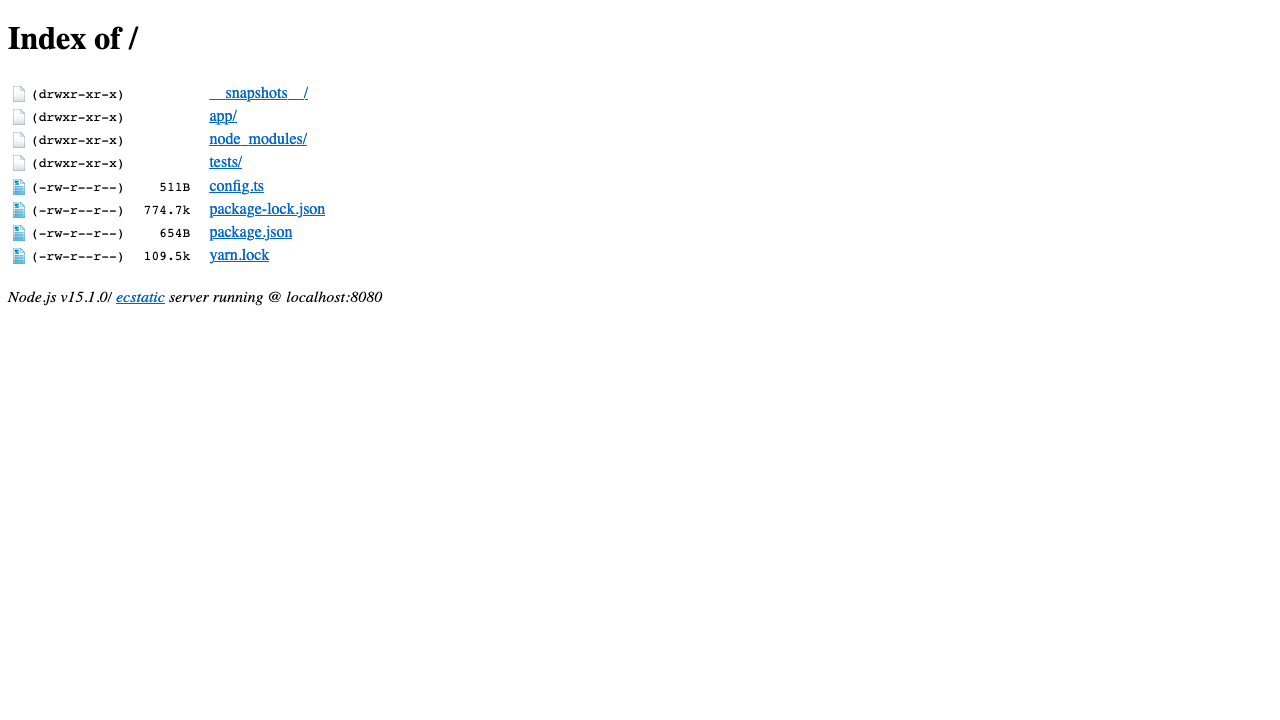 Index of /
(drwxr-xr-x) __snapshots__/
(drwxr-xr-x) app/
(drwxr-xr-x) node_modules/
(drwxr-xr-x) tests/
(-rw-r--r--) 511B config.ts
(-rw-r--r--) 774.7k package-lock.json
(-rw-r--r--) 654B package.json
(-rw-r--r--) 109.5k yarn.lock
Node.js v15.1.0/ ecstatic server running @ localhost:8080